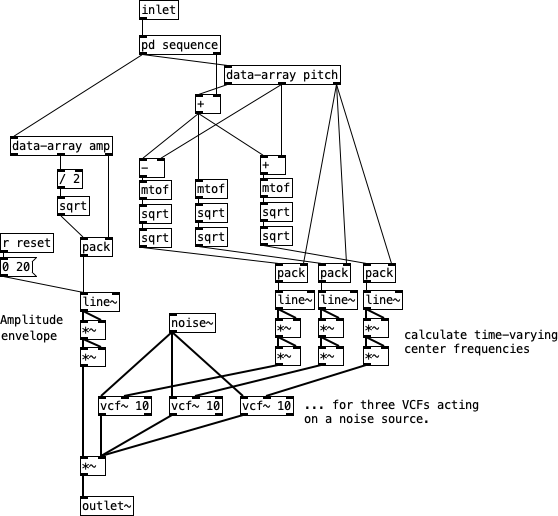 inlet
pd sequence
data-array pitch
+
data-array amp
/ 2
-
+
mtof
mtof
mtof
sqrt
sqrt
sqrt
sqrt
sqrt
sqrt
sqrt
r reset
pack
0 20
pack
pack
pack
line~
line~
line~
line~
Amplitude
envelope
*~
noise~
*~
*~
*~
calculate time-varying
center frequencies
*~
*~
*~
*~
vcf~ 10
vcf~ 10
vcf~ 10
... for three VCFs acting
on a noise source.
*~
outlet~